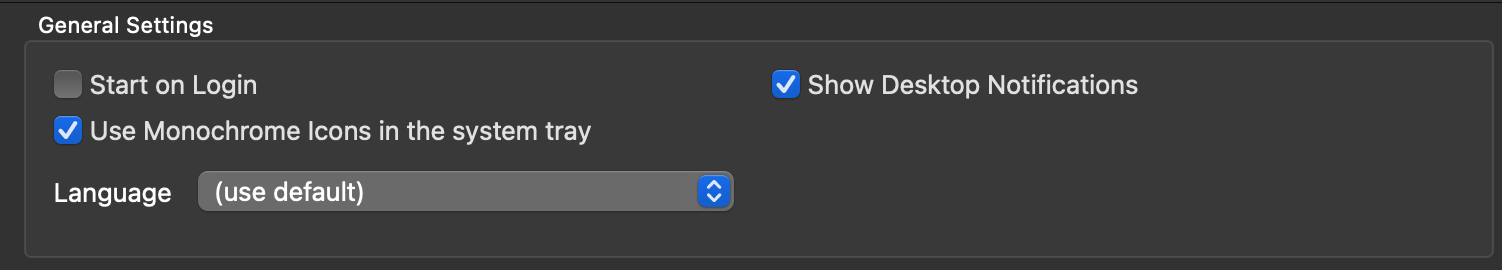 General Settings
Start on Login
Show Desktop Notifications
Use Monochrome Icons in the system tray
Language (use default)